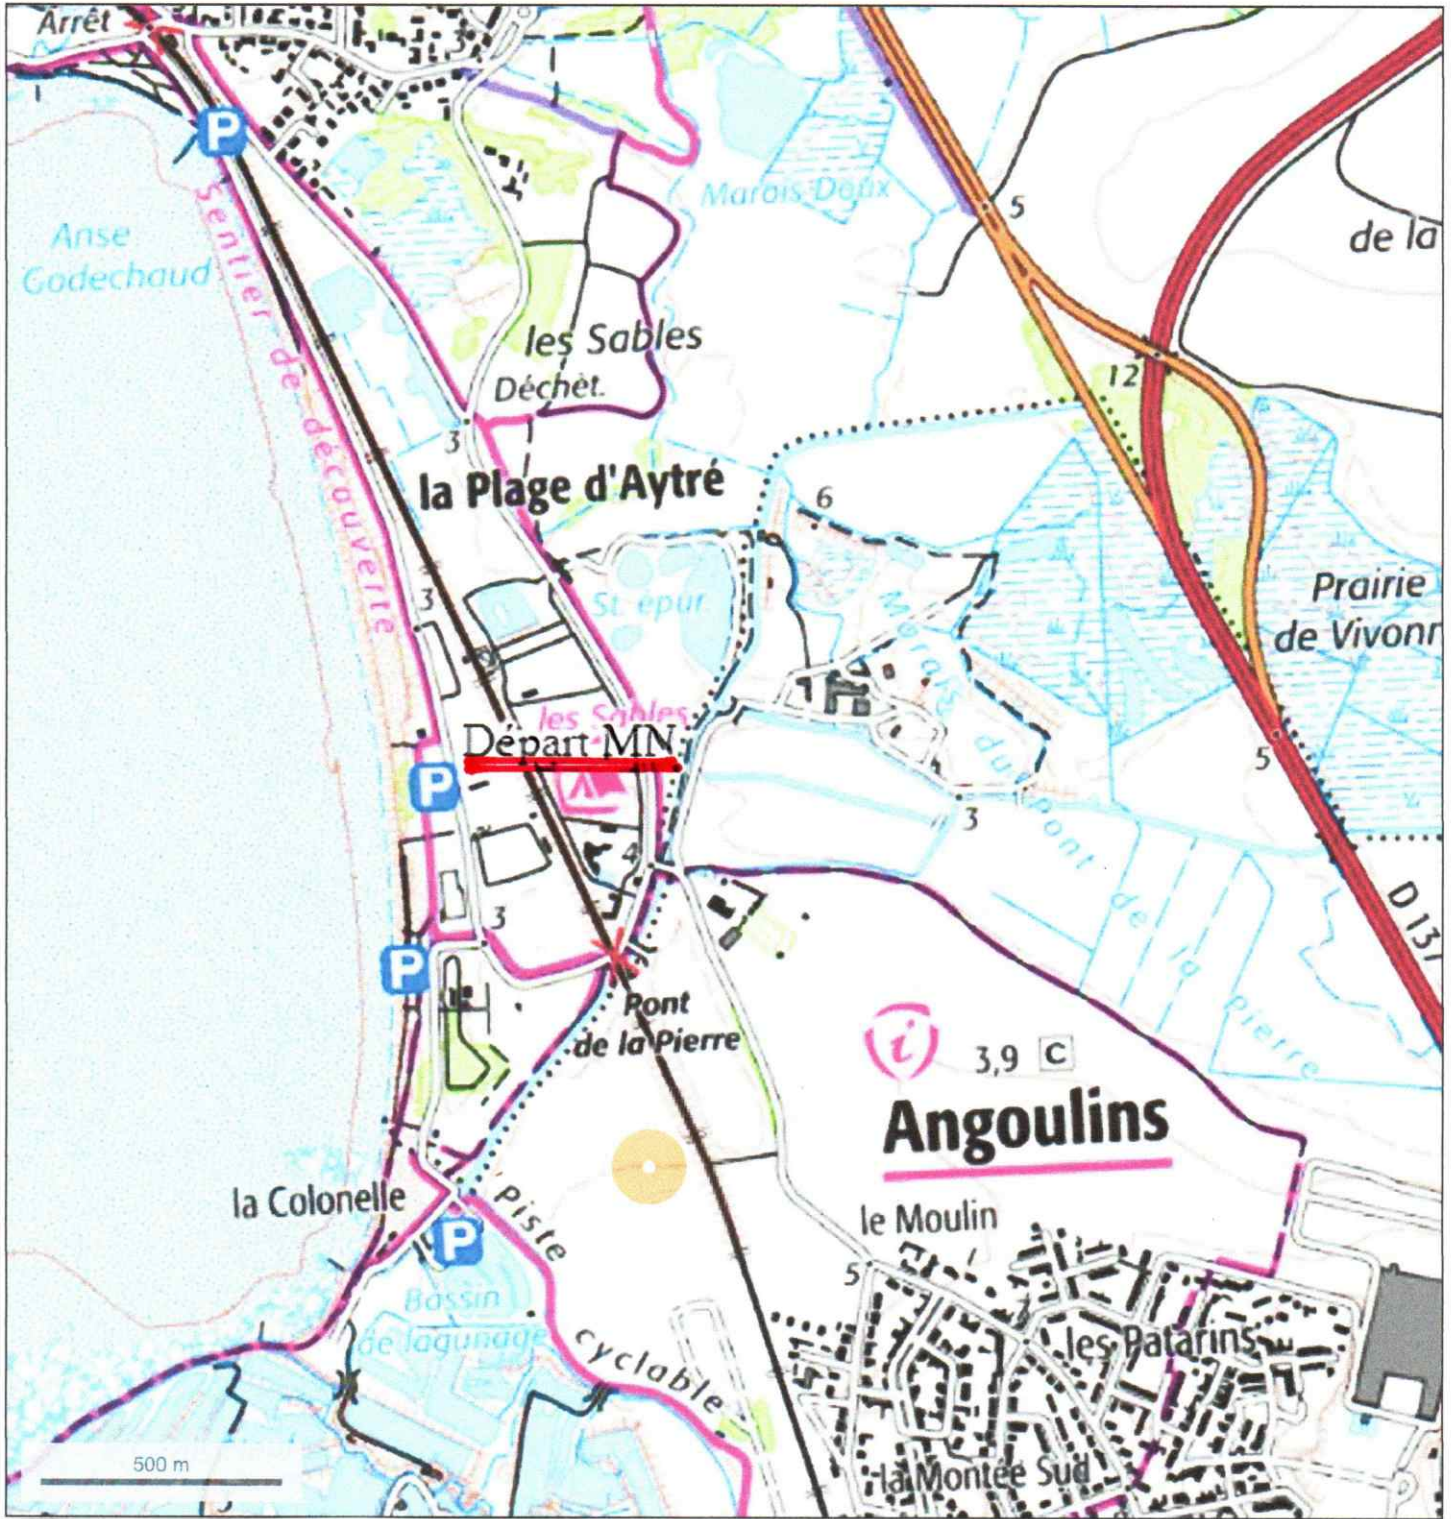 Arrêt
3
P
Sentier de découverte
Anse
Godechaud
Marais Doux
5
de la
les Sables
Déchèt.
12
3
la Plage d'Aytré
6
3
St. épur.
Prairie
de Vivonn
Marais du Pont de la Pierre
les Sables
Départ MN
P
5
3
4
D 137
3
P
Pont
de la Pierre
i
3,9 C
Angoulins
la Colonelle
Piste cyclable
P
le Moulin
5
Bassin
de lagunage
les Patarins
500 m
la Montée Sud
3